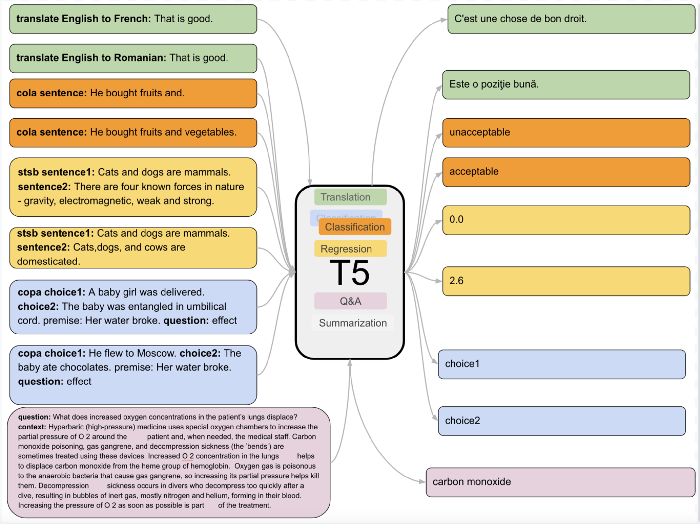 translate English to French: That is good.
translate English to Romanian: That is good.
cola sentence: He bought fruits and.
cola sentence: He bought fruits and vegetables.
stsb sentence1: Cats and dogs are mammals.
sentence2: There are four known forces in nature
- gravity, electromagnetic, weak and strong.
stsb sentence1: Cats and dogs are mammals.
sentence2: Cats,dogs, and cows are
domesticated.
copa choice1: A baby girl was delivered.
choice2: The baby was entangled in umbilical
cord. premise: Her water broke. question: effect
copa choice1: He flew to Moscow. choice2: The
baby ate chocolates. premise: Her water broke.
question: effect
question: What does increased oxygen concentrations in the patient's lungs displace?
context: Hyperbaric (high-pressure) medicine uses special oxygen chambers to increase the
partial pressure of O 2 around the patient and, when needed, the medical staff. Carbon
monoxide poisoning, gas gangrene, and decompression sickness (the 'bends') are
sometimes treated using these devices. Increased O 2 concentration in the lungs helps
to displace carbon monoxide from the heme group of hemoglobin. Oxygen gas is poisonous
to the anaerobic bacteria that cause gas gangrene, so increasing its partial pressure helps kill
them. Decompression sickness occurs in divers who decompress too quickly after a
dive, resulting in bubbles of inert gas, mostly nitrogen and helium, forming in their blood.
Increasing the pressure of O 2 as soon as possible is part of the treatment.
Translation
Classification
Classification
Regression
T5
Q&A
Summarization
C'est une chose de bon droit.
Este o poziţie bună.
unacceptable
acceptable
0.0
2.6
choice1
choice2
carbon monoxide